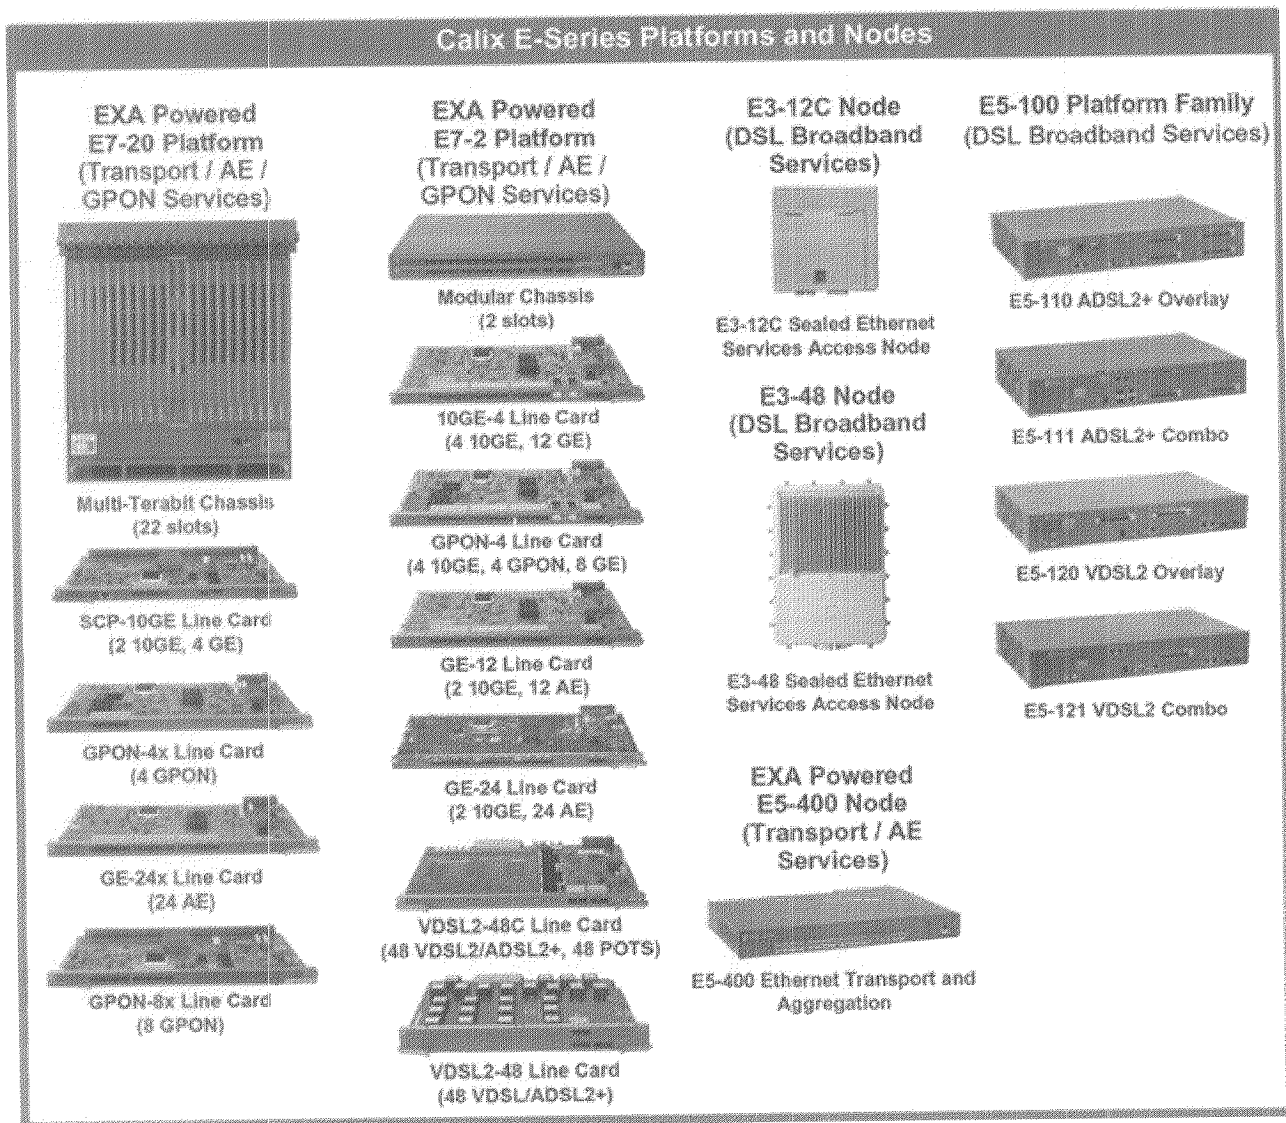 Calix E-Series Platforms and Nodes
EXA Powered
E7-20 Platform
(Transport / AE /
GPON Services)
Multi-Terabit Chassis
(22 slots)
SCP-10GE Line Card
(2 10GE, 4 GE)
GPON-4x Line Card
(4 GPON)
GE-24x Line Card
(24 AE)
GPON-8x Line Card
(8 GPON)
EXA Powered
E7-2 Platform
(Transport / AE /
GPON Services)
Modular Chassis
(2 slots)
10GE-4 Line Card
(4 10GE, 12 GE)
GPON-4 Line Card
(4 10GE, 4 GPON, 8 GE)
GE-12 Line Card
(2 10GE, 12 AE)
GE-24 Line Card
(2 10GE, 24 AE)
VDSL2-48C Line Card
(48 VDSL2/ADSL2+, 48 POTS)
VDSL2-48 Line Card
(48 VDSL/ADSL2+)
E3-12C Node
(DSL Broadband
Services)
E3-12C Sealed Ethernet
Services Access Node
E3-48 Node
(DSL Broadband
Services)
E3-48 Sealed Ethernet
Services Access Node
EXA Powered
E5-400 Node
(Transport / AE
Services)
E5-400 Ethernet Transport and
Aggregation
E5-100 Platform Family
(DSL Broadband Services)
E5-110 ADSL2+ Overlay
E5-111 ADSL2+ Combo
E5-120 VDSL2 Overlay
E5-121 VDSL2 Combo